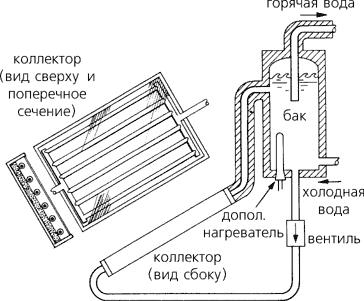 горячая вода
коллектор
(вид сверху и
поперечное
сечение)
бак
холодная
вода
допол.
нагреватель
вентиль
коллектор
(вид сбоку)